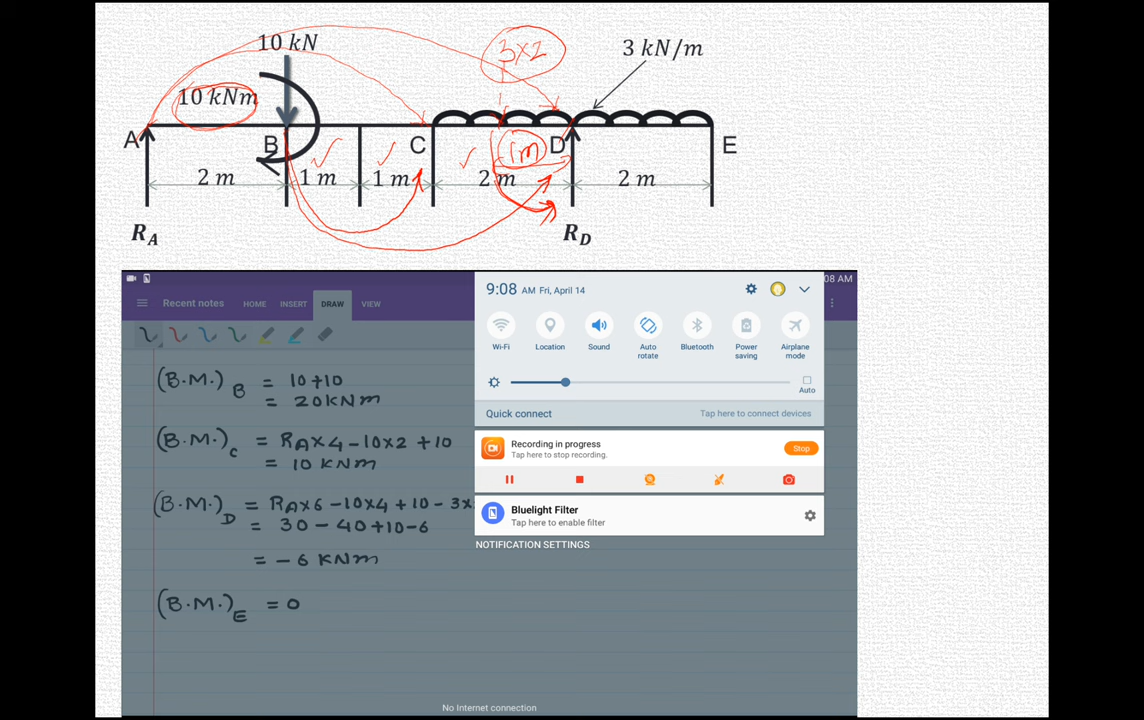 10 kN
3×2
3 kN/m
10 kNm
A
B
C
1m
D
E
2 m
1 m
1 m
2 m
2 m
R_A
R_D
08 AM
Recent notes
HOME
INSERT
DRAW
VIEW
9:08 AM Fri, April 14
Wi-Fi
Location
Sound
Auto rotate
Bluetooth
Power saving
Airplane mode
Auto
Quick connect
Tap here to connect devices
Recording in progress
Tap here to stop recording.
Stop
Bluelight Filter
Tap here to enable filter
NOTIFICATION SETTINGS
(B.M.)_B = 10+10
= 20KNm
(B.M.)_C = RA×4-10×2+10
= 10 KNm
(B.M.)_D = RA×6-10×4+10-3×
= 30-40+10-6
= -6 KNm
(B.M.)_E = 0
No Internet connection